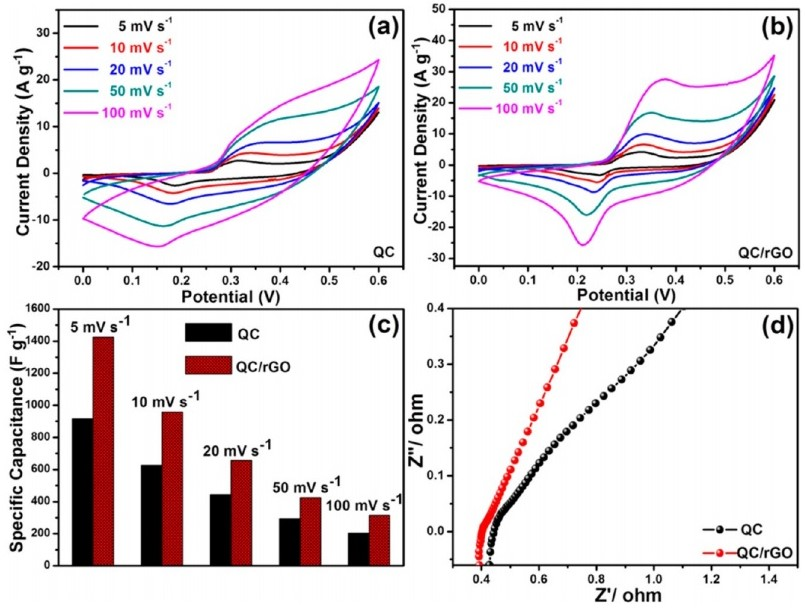 (a)
5 mV s-1
10 mV s-1
20 mV s-1
50 mV s-1
100 mV s-1
QC
Current Density (A g-1)
30
20
10
0
-10
-20
0.0 0.1 0.2 0.3 0.4 0.5 0.6
Potential (V)
(b)
5 mV s-1
10 mV s-1
20 mV s-1
50 mV s-1
100 mV s-1
QC/rGO
Current Density (A g-1)
50
40
30
20
10
0
-10
-20
-30
0.0 0.1 0.2 0.3 0.4 0.5 0.6
Potential (V)
(c)
QC
QC/rGO
5 mV s-1
10 mV s-1
20 mV s-1
50 mV s-1
100 mV s-1
Specific Capacitance (F g-1)
1600
1400
1200
1000
800
600
400
200
0
(d)
QC
QC/rGO
Z''/ ohm
0.4
0.3
0.2
0.1
0.0
0.4 0.6 0.8 1.0 1.2 1.4
Z'/ ohm